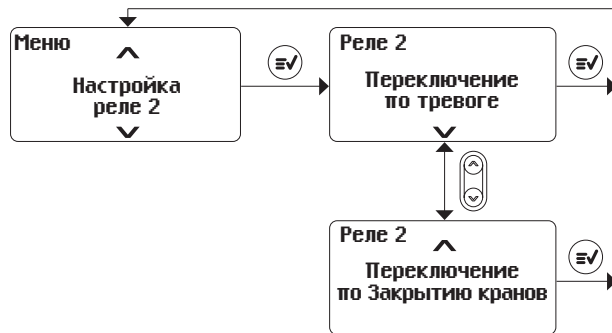 Меню
Настройка
реле 2
Реле 2
Переключение
по тревоге
Реле 2
Переключение
по Закрытию кранов